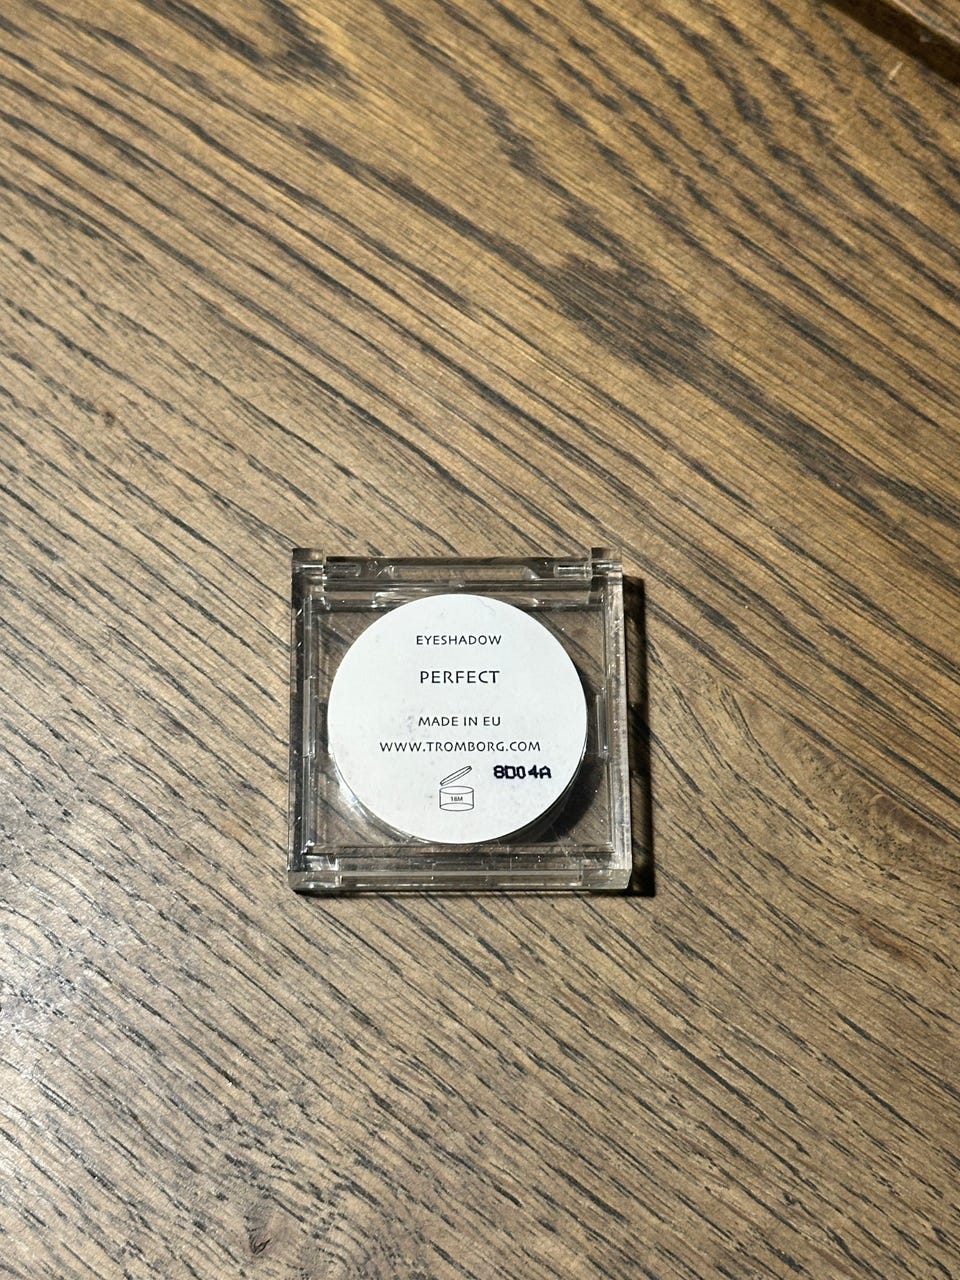 EYESHADOW
PERFECT
MADE IN EU
WWW.TROMBORG.COM
8D04A
18M